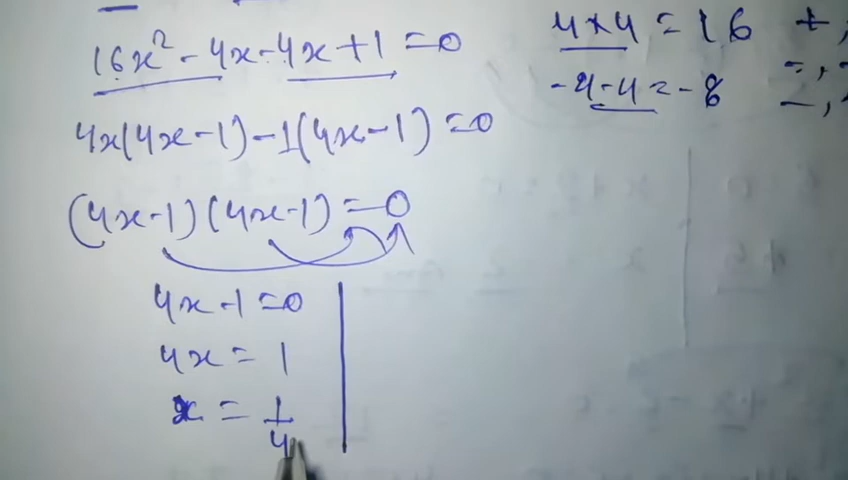 16x² - 4x - 4x + 1 = 0
4x(4x - 1) - 1(4x - 1) = 0
(4x - 1)(4x - 1) = 0
4x - 1 = 0
4x = 1
x = 1/4
4 × 4 = 16 +,
-4 - 4 = -8